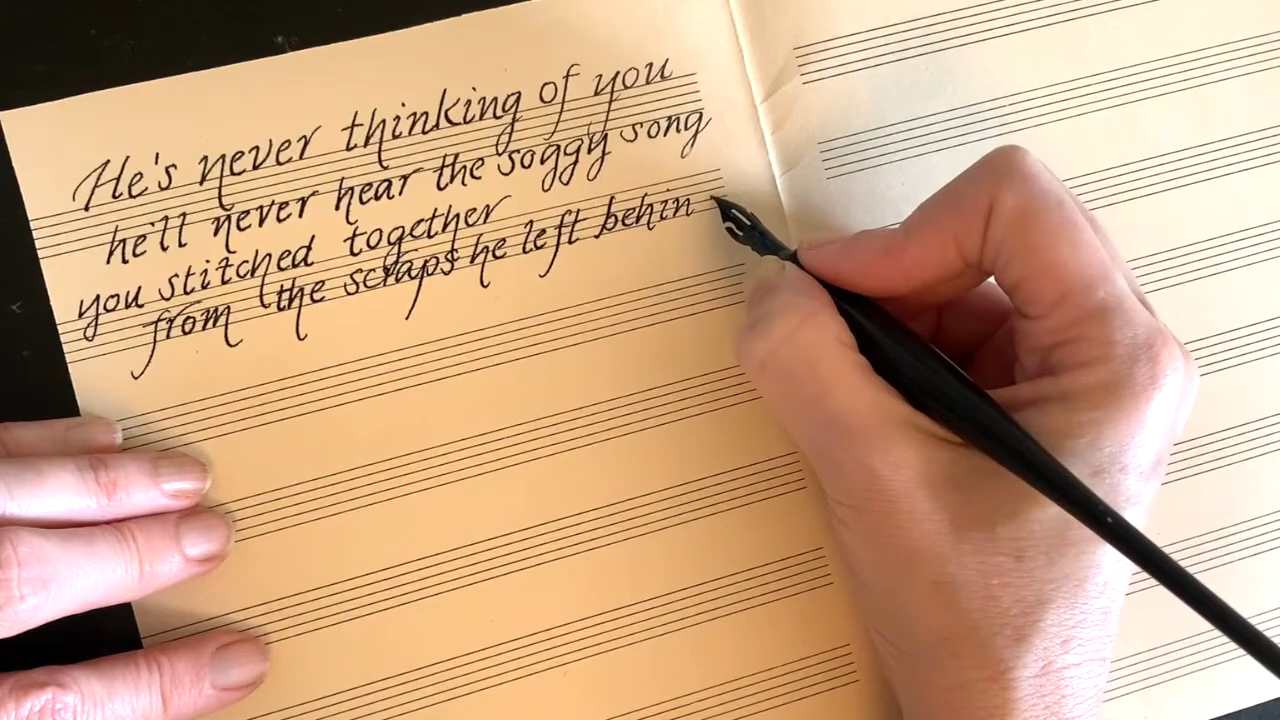 He's never thinking of you
he'll never hear the soggy song
you stitched together
from the scraps he left behin